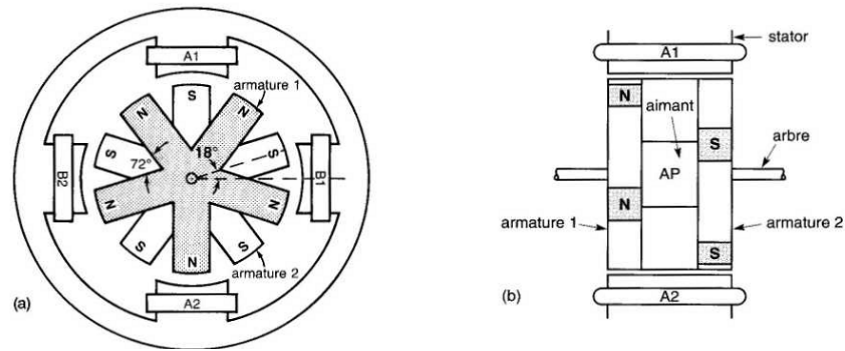 A1
armature 1
S
N
N
S
S
18°
72°
B2
B1
N
N
S
S
N
armature 2
A2
(a)
stator
A1
N
aimant
S
arbre
AP
N
armature 1
armature 2
S
A2
(b)